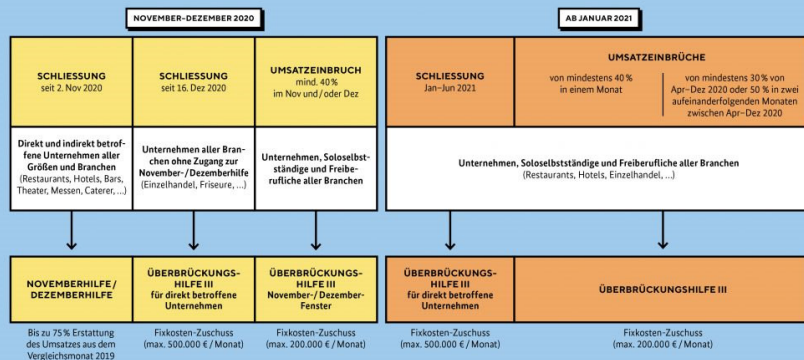 NOVEMBER–DEZEMBER 2020
SCHLIESSUNG
seit 2. Nov 2020
SCHLIESSUNG
seit 16. Dez 2020
UMSATZEINBRUCH
mind. 40 %
im Nov und / oder Dez
Direkt und indirekt betrof-
fene Unternehmen aller
Größen und Branchen
(Restaurants, Hotels, Bars,
Theater, Messen, Caterer, ...)
Unternehmen aller Bran-
chen ohne Zugang zur
November-/ Dezemberhilfe
(Einzelhandel, Friseure, ...)
Unternehmen, Soloselbst-
ständige und Freibe-
rufliche aller Branchen
NOVEMBERHILFE /
DEZEMBERHILFE
ÜBERBRÜCKUNGS-
HILFE III
für direkt betroffene
Unternehmen
ÜBERBRÜCKUNGS-
HILFE III
November-/ Dezember-
Fenster
Bis zu 75 % Erstattung
des Umsatzes aus dem
Vergleichsmonat 2019
Fixkosten-Zuschuss
(max. 500.000 € / Monat)
Fixkosten-Zuschuss
(max. 200.000 € / Monat)
AB JANUAR 2021
SCHLIESSUNG
Jan–Jun 2021
UMSATZEINBRÜCHE
von mindestens 40 %
in einem Monat
von mindestens 30 % von
Apr–Dez 2020 oder 50 % in zwei
aufeinanderfolgenden Monaten
zwischen Apr–Dez 2020
Unternehmen, Soloselbstständige und Freiberufliche aller Branchen
(Restaurants, Hotels, Einzelhandel, ...)
ÜBERBRÜCKUNGS-
HILFE III
für direkt betroffene
Unternehmen
ÜBERBRÜCKUNGSHILFE III
Fixkosten-Zuschuss
(max. 500.000 € / Monat)
Fixkosten-Zuschuss
(max. 200.000 € / Monat)